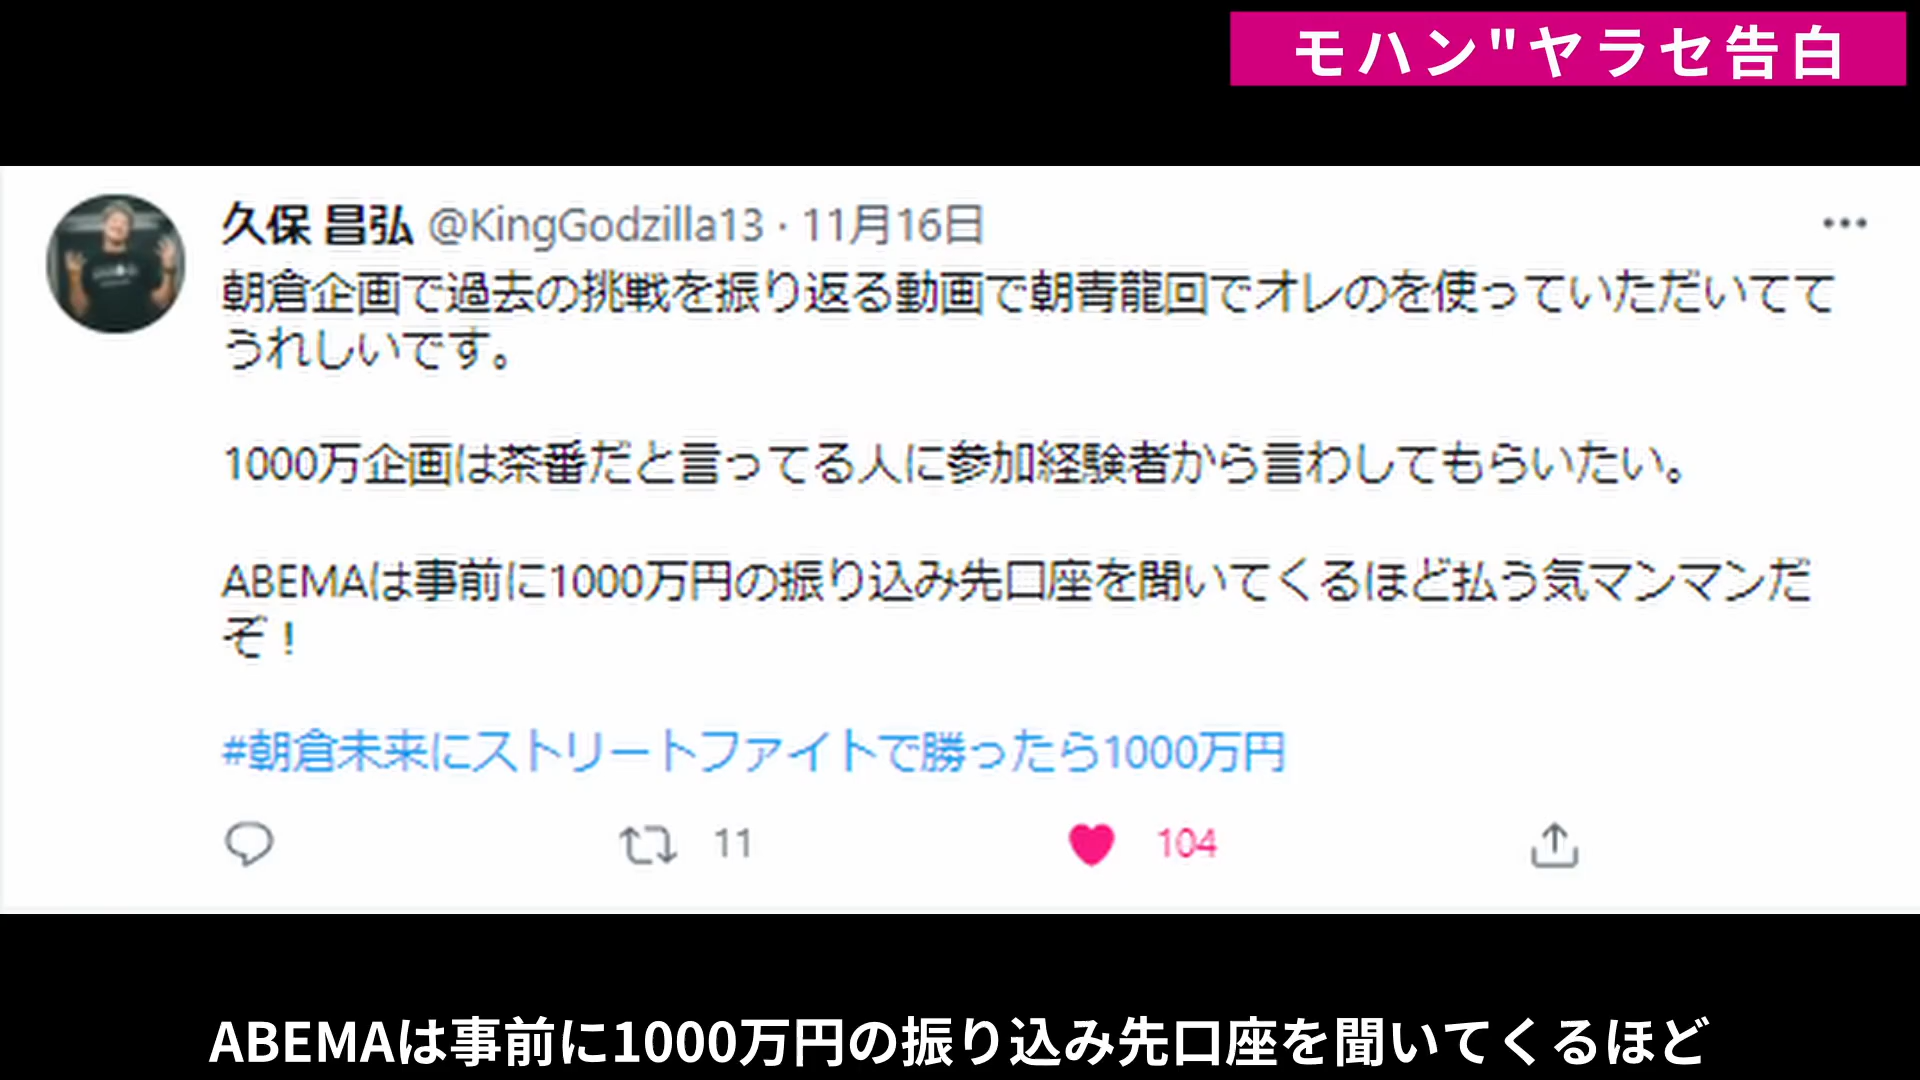 モハン"ヤラセ告白
久保 昌弘 @KingGodzilla13 · 11月16日
朝倉企画で過去の挑戦を振り返る動画で朝青龍回でオレのを使っていただいてて
うれしいです。
1000万企画は茶番だと言ってる人に参加経験者から言わしてもらいたい。
ABEMAは事前に1000万円の振り込み先口座を聞いてくるほど払う気マンマンだ
ぞ！
#朝倉未来にストリートファイトで勝ったら1000万円
11 104
ABEMAは事前に1000万円の振り込み先口座を聞いてくるほど